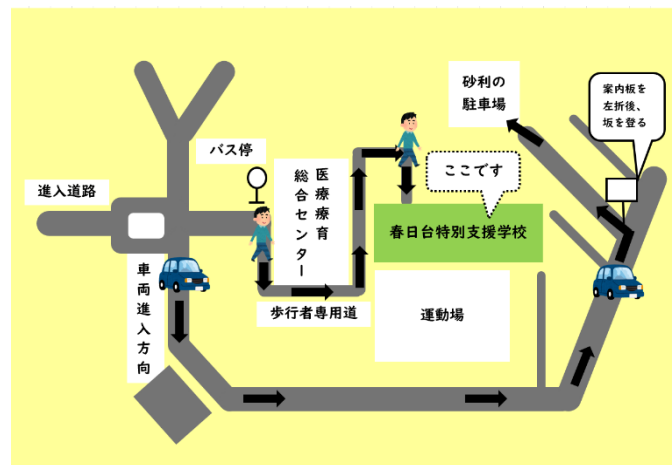 砂利の
駐車場
案内板を
左折後、
坂を登る
バス停
医療療育
総合センター
ここです
進入道路
春日台特別支援学校
車両進入方向
歩行者専用道
運動場